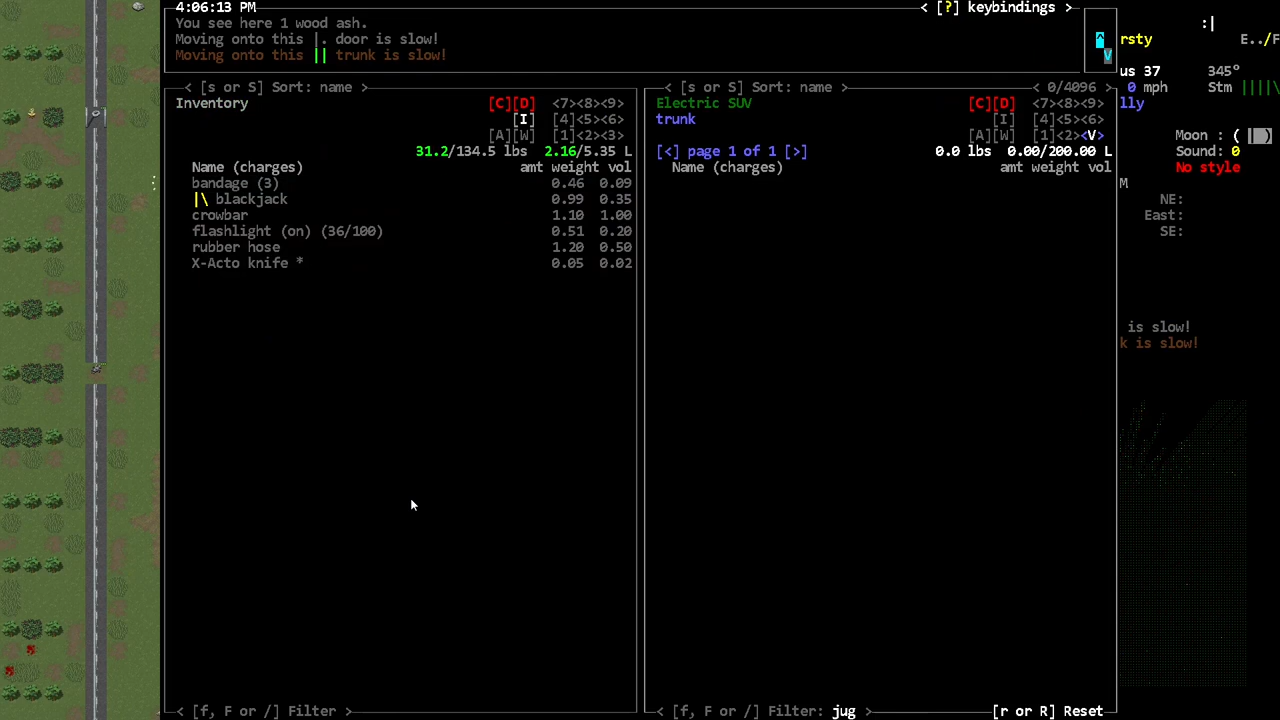 4:06:13 PM
< [?] keybindings >
:|
You see here 1 wood ash.
Moving onto this |. door is slow!
^
rsty E../F
Moving onto this || trunk is slow!
V
us 37 345°
0 mph Stm ||||\
< [s or S] Sort: name >
< [s or S] Sort: name >
< 0/4096 >
Inventory [C][D] <7><8><9>
[I] [4]<5><6>
[A][W] [1]<2><3>
31.2/134.5 lbs 2.16/5.35 L
Name (charges) amt weight vol
bandage (3) 0.46 0.09
|\ blackjack 0.99 0.35
crowbar 1.10 1.00
flashlight (on) (36/100) 0.51 0.20
rubber hose 1.20 0.50
X-Acto knife * 0.05 0.02
Electric SUV [C][D] <7><8><9>
trunk [I] [4]<5><6>
[A][W] [1]<2><V>
[<] page 1 of 1 [>] 0.0 lbs 0.00/200.00 L
Name (charges) amt weight vol
lly
Moon : ( | )
Sound: 0
No style
M
NE:
East:
SE:
is slow!
k is slow!
< [f, F or /] Filter >
< [f, F or /] Filter: jug >
[r or R] Reset